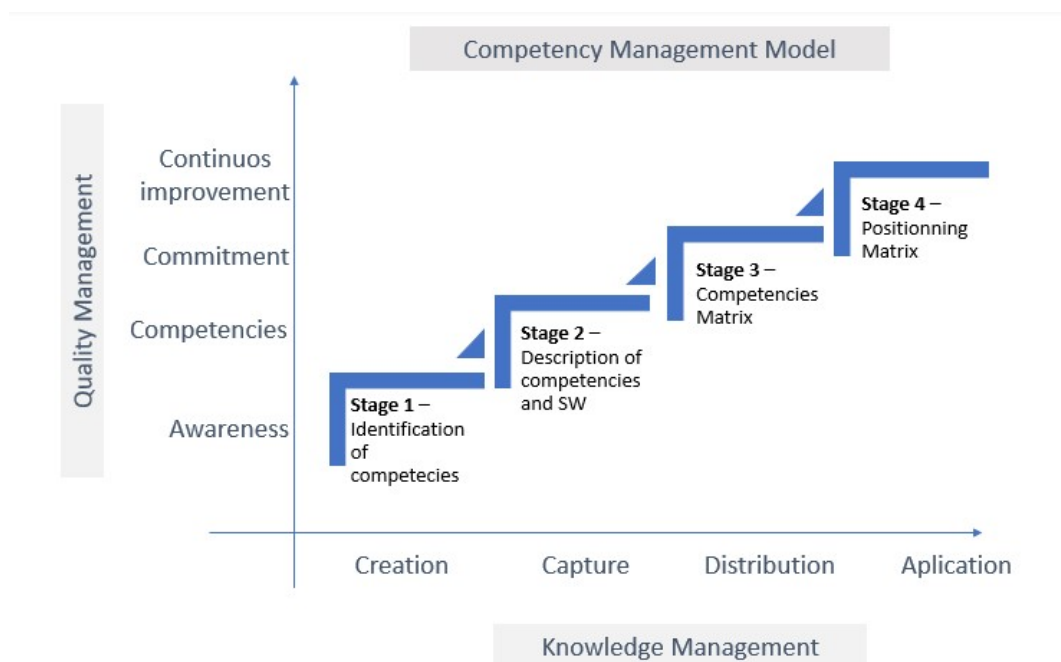 Competency Management Model
Quality Management
Continuos
improvement
Commitment
Competencies
Awareness
Stage 1 –
Identification
of
competecies
Stage 2 –
Description of
competencies
and SW
Stage 3 –
Competencies
Matrix
Stage 4 –
Positionning
Matrix
Creation
Capture
Distribution
Aplication
Knowledge Management